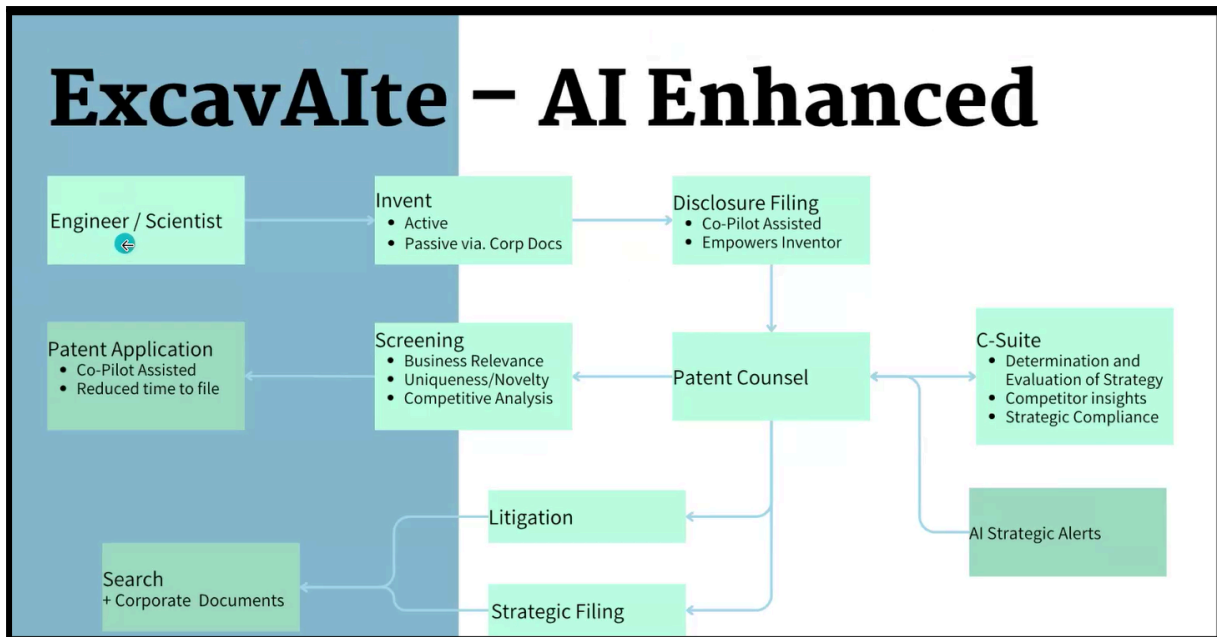 ExcavAIte – AI Enhanced
Engineer / Scientist
Invent
• Active
• Passive via. Corp Docs
Disclosure Filing
• Co-Pilot Assisted
• Empowers Inventor
Patent Application
• Co-Pilot Assisted
• Reduced time to file
Screening
• Business Relevance
• Uniqueness/Novelty
• Competitive Analysis
Patent Counsel
C-Suite
• Determination and
Evaluation of Strategy
• Competitor insights
• Strategic Compliance
Litigation
AI Strategic Alerts
Search
+ Corporate Documents
Strategic Filing